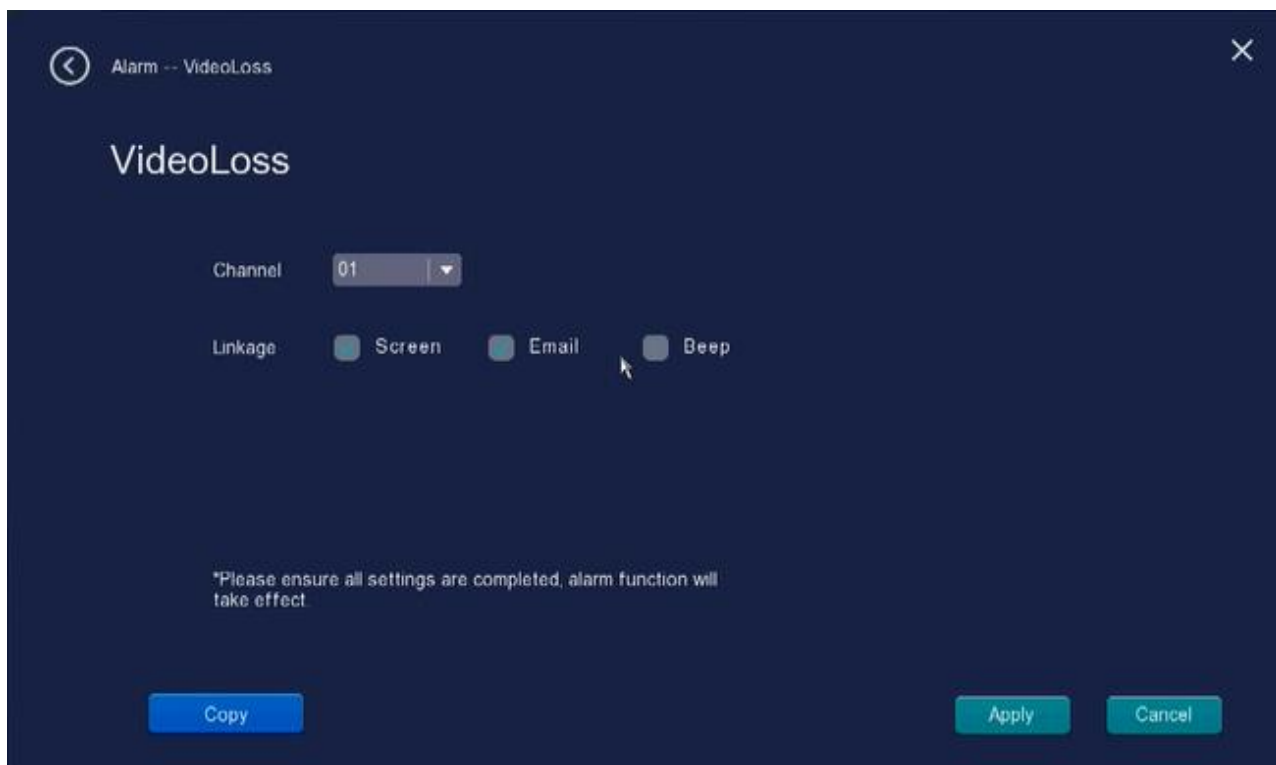 Alarm -- VideoLoss
VideoLoss
Channel 01
Linkage Screen Email Beep
*Please ensure all settings are completed, alarm function will
take effect.
Copy Apply Cancel